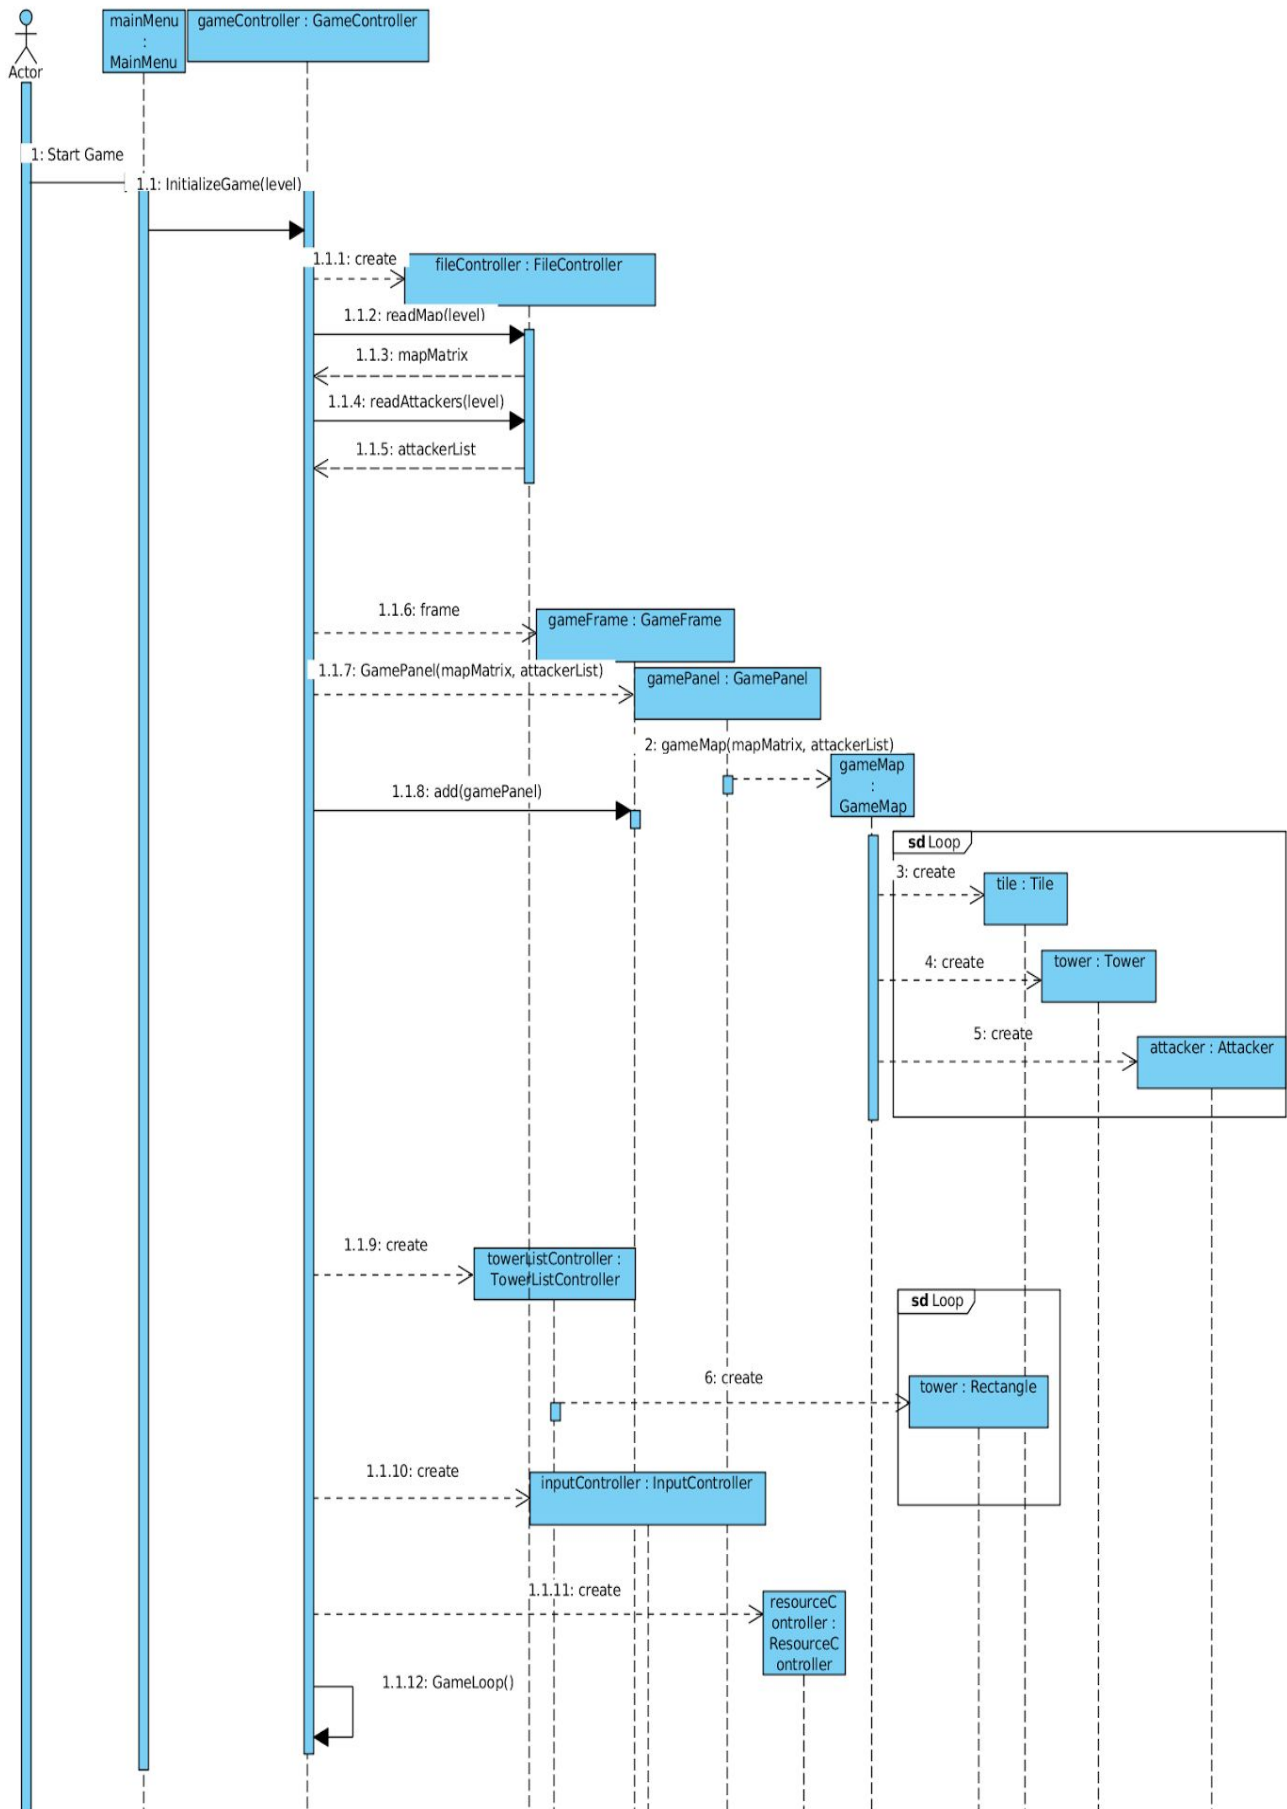 mainMenu
:
MainMenu
gameController : GameController
Actor
1: Start Game
1.1: InitializeGame(level)
1.1.1: create
fileController : FileController
1.1.2: readMap(level)
1.1.3: mapMatrix
1.1.4: readAttackers(level)
1.1.5: attackerList
1.1.6: frame
gameFrame : GameFrame
1.1.7: GamePanel(mapMatrix, attackerList)
gamePanel : GamePanel
2: gameMap(mapMatrix, attackerList)
gameMap
:
GameMap
1.1.8: add(gamePanel)
sd Loop
3: create
tile : Tile
4: create
tower : Tower
5: create
attacker : Attacker
1.1.9: create
towerListController :
TowerListController
sd Loop
6: create
tower : Rectangle
1.1.10: create
inputController : InputController
1.1.11: create
resourceC
ontroller :
ResourceC
ontroller
1.1.12: GameLoop()